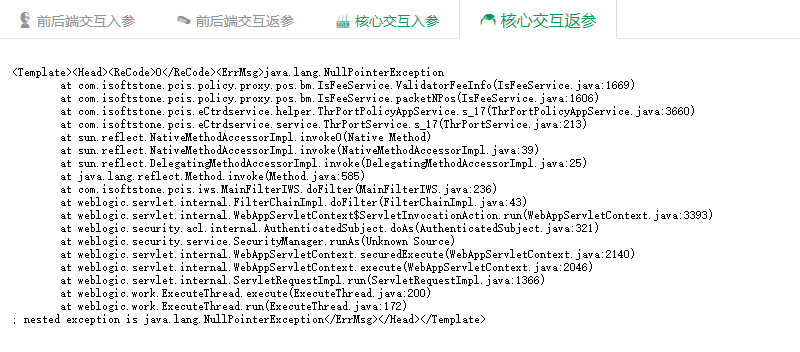 前后端交互入参 前后端交互返参 核心交互入参 核心交互返参
<Template><Head><ReCode>0</ReCode><ErrMsg>java.lang.NullPointerException
at com.isoftstone.pcis.policy.proxy.pos.bm.IsFeeService.ValidatorFeeInfo(IsFeeService.java:1669)
at com.isoftstone.pcis.policy.proxy.pos.bm.IsFeeService.packetNPos(IsFeeService.java:1606)
at com.isoftstone.pcis.eCtrdservice.helper.ThrPortPolicyAppService.s_17(ThrPortPolicyAppService.java:3660)
at com.isoftstone.pcis.eCtrdservice.service.ThrPortService.s_17(ThrPortService.java:213)
at sun.reflect.NativeMethodAccessorImpl.invoke0(Native Method)
at sun.reflect.NativeMethodAccessorImpl.invoke(NativeMethodAccessorImpl.java:39)
at sun.reflect.DelegatingMethodAccessorImpl.invoke(DelegatingMethodAccessorImpl.java:25)
at java.lang.reflect.Method.invoke(Method.java:585)
at com.isoftstone.pcis.iws.MainFilterIWS.doFilter(MainFilterIWS.java:236)
at weblogic.servlet.internal.FilterChainImpl.doFilter(FilterChainImpl.java:43)
at weblogic.servlet.internal.WebAppServletContext$ServletInvocationAction.run(WebAppServletContext.java:3393)
at weblogic.security.acl.internal.AuthenticatedSubject.doAs(AuthenticatedSubject.java:321)
at weblogic.security.service.SecurityManager.runAs(Unknown Source)
at weblogic.servlet.internal.WebAppServletContext.securedExecute(WebAppServletContext.java:2140)
at weblogic.servlet.internal.WebAppServletContext.execute(WebAppServletContext.java:2046)
at weblogic.servlet.internal.ServletRequestImpl.run(ServletRequestImpl.java:1366)
at weblogic.work.ExecuteThread.execute(ExecuteThread.java:200)
at weblogic.work.ExecuteThread.run(ExecuteThread.java:172)
; nested exception is java.lang.NullPointerException</ErrMsg></Head></Template>